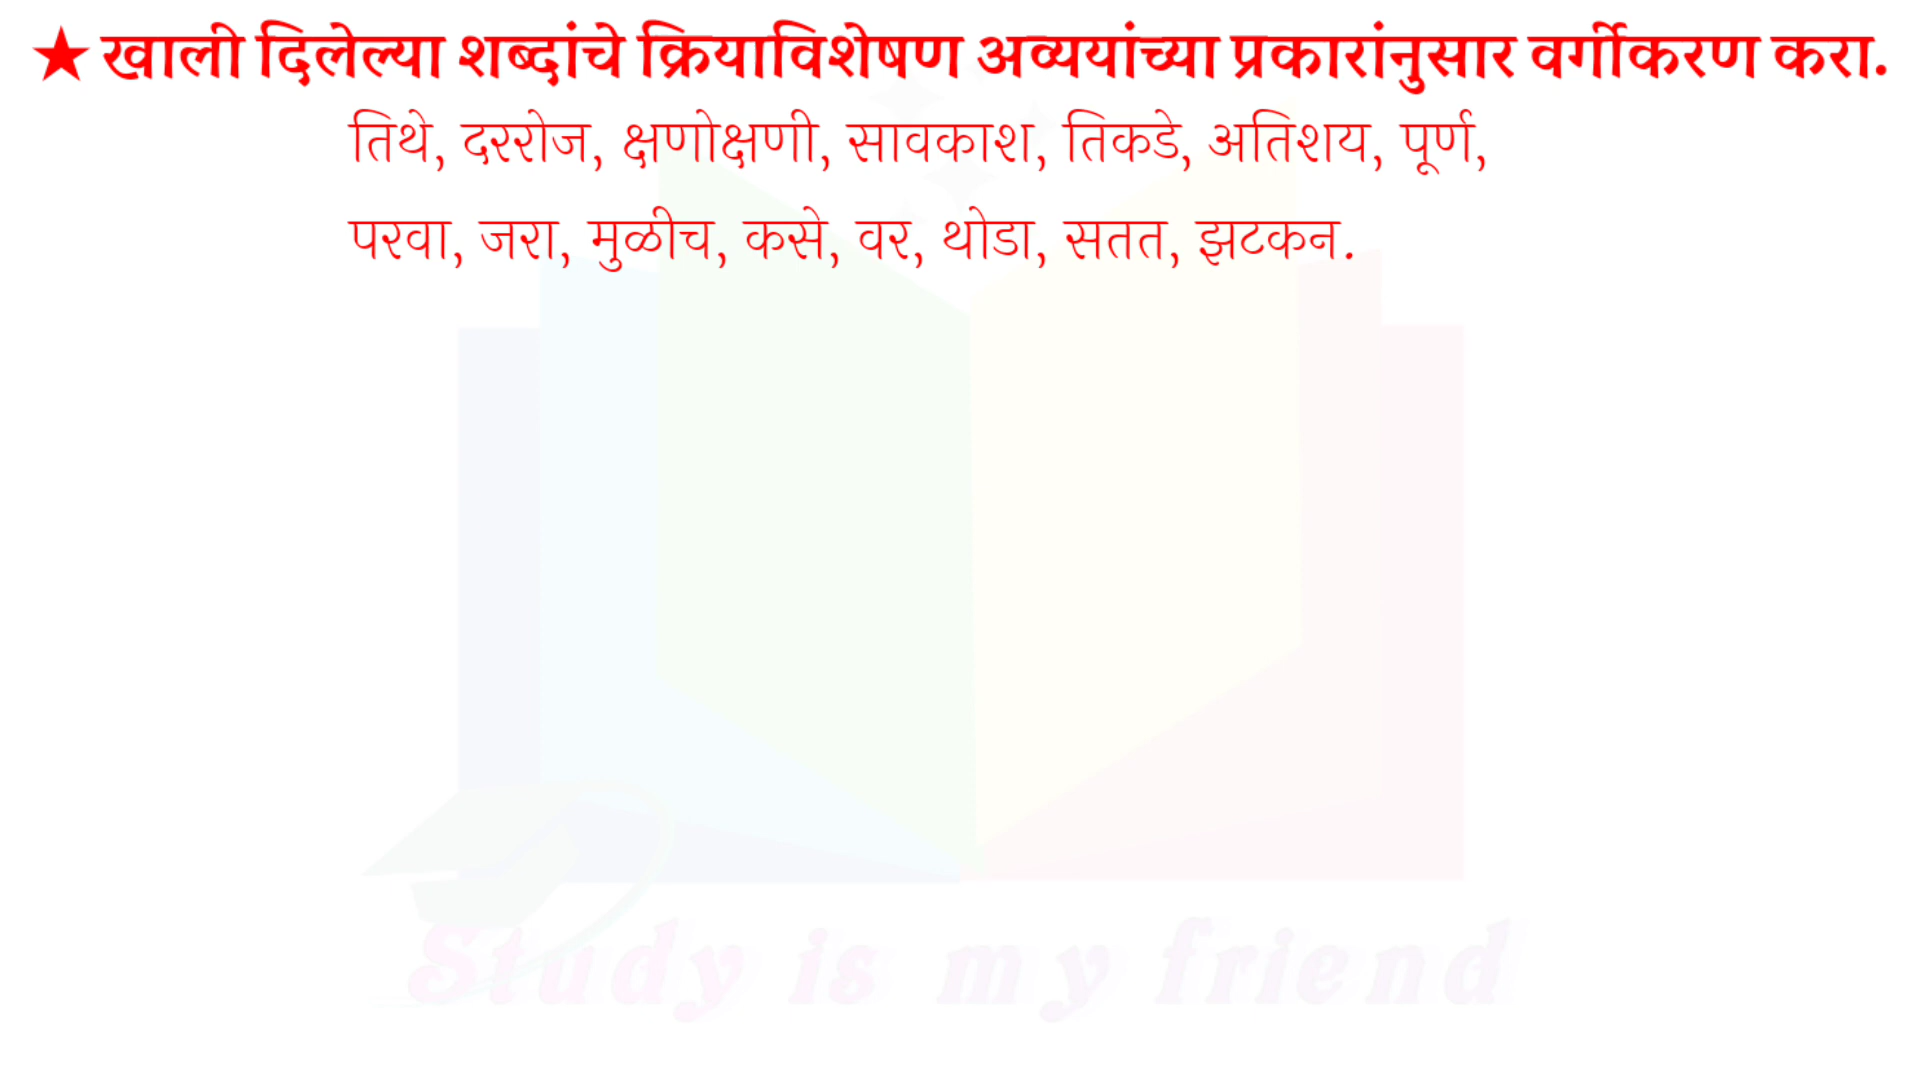 ★ खाली दिलेल्या शब्दांचे क्रियाविशेषण अव्ययांच्या प्रकारांनुसार वर्गीकरण करा.
तिथे, दररोज, क्षणोक्षणी, सावकाश, तिकडे, अतिशय, पूर्ण,
परवा, जरा, मुळीच, कसे, वर, थोडा, सतत, झटकन.
Study is my friend